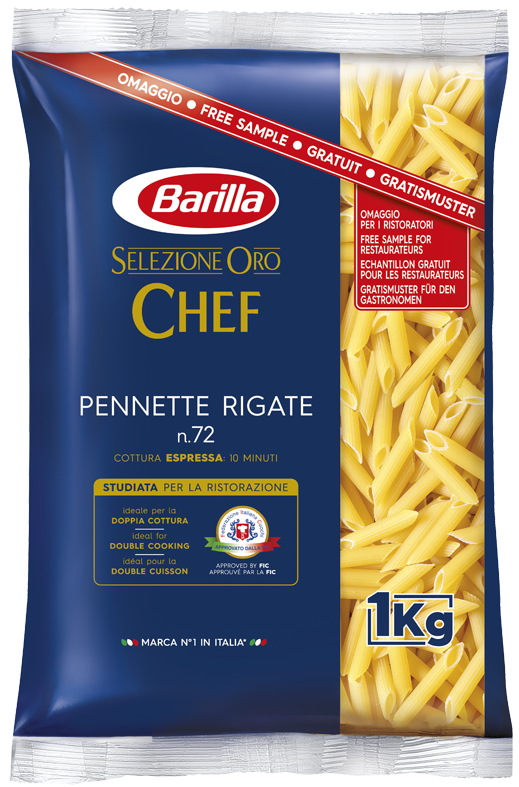 OMAGGIO • FREE SAMPLE • GRATUIT • GRATISMUSTER
OMAGGIO
PER I RISTORATORI
FREE SAMPLE FOR
RESTAURATEURS
ECHANTILLON GRATUIT
POUR LES RESTAURATEURS
GRATISMUSTER FÜR DEN
GASTRONOMEN
Barilla
SELEZIONE ORO
CHEF
PENNETTE RIGATE
n.72
COTTURA ESPRESSA: 10 MINUTI
STUDIATA PER LA RISTORAZIONE
ideale per la
DOPPIA COTTURA
ideal for
DOUBLE COOKING
idéal pour la
DOUBLE CUISSON
Federazione Italiana Cuochi
APPROVATO DALLA
APPROVED BY FIC
APPROUVÉ PAR LA FIC
1Kg
MARCA N°1 IN ITALIA*